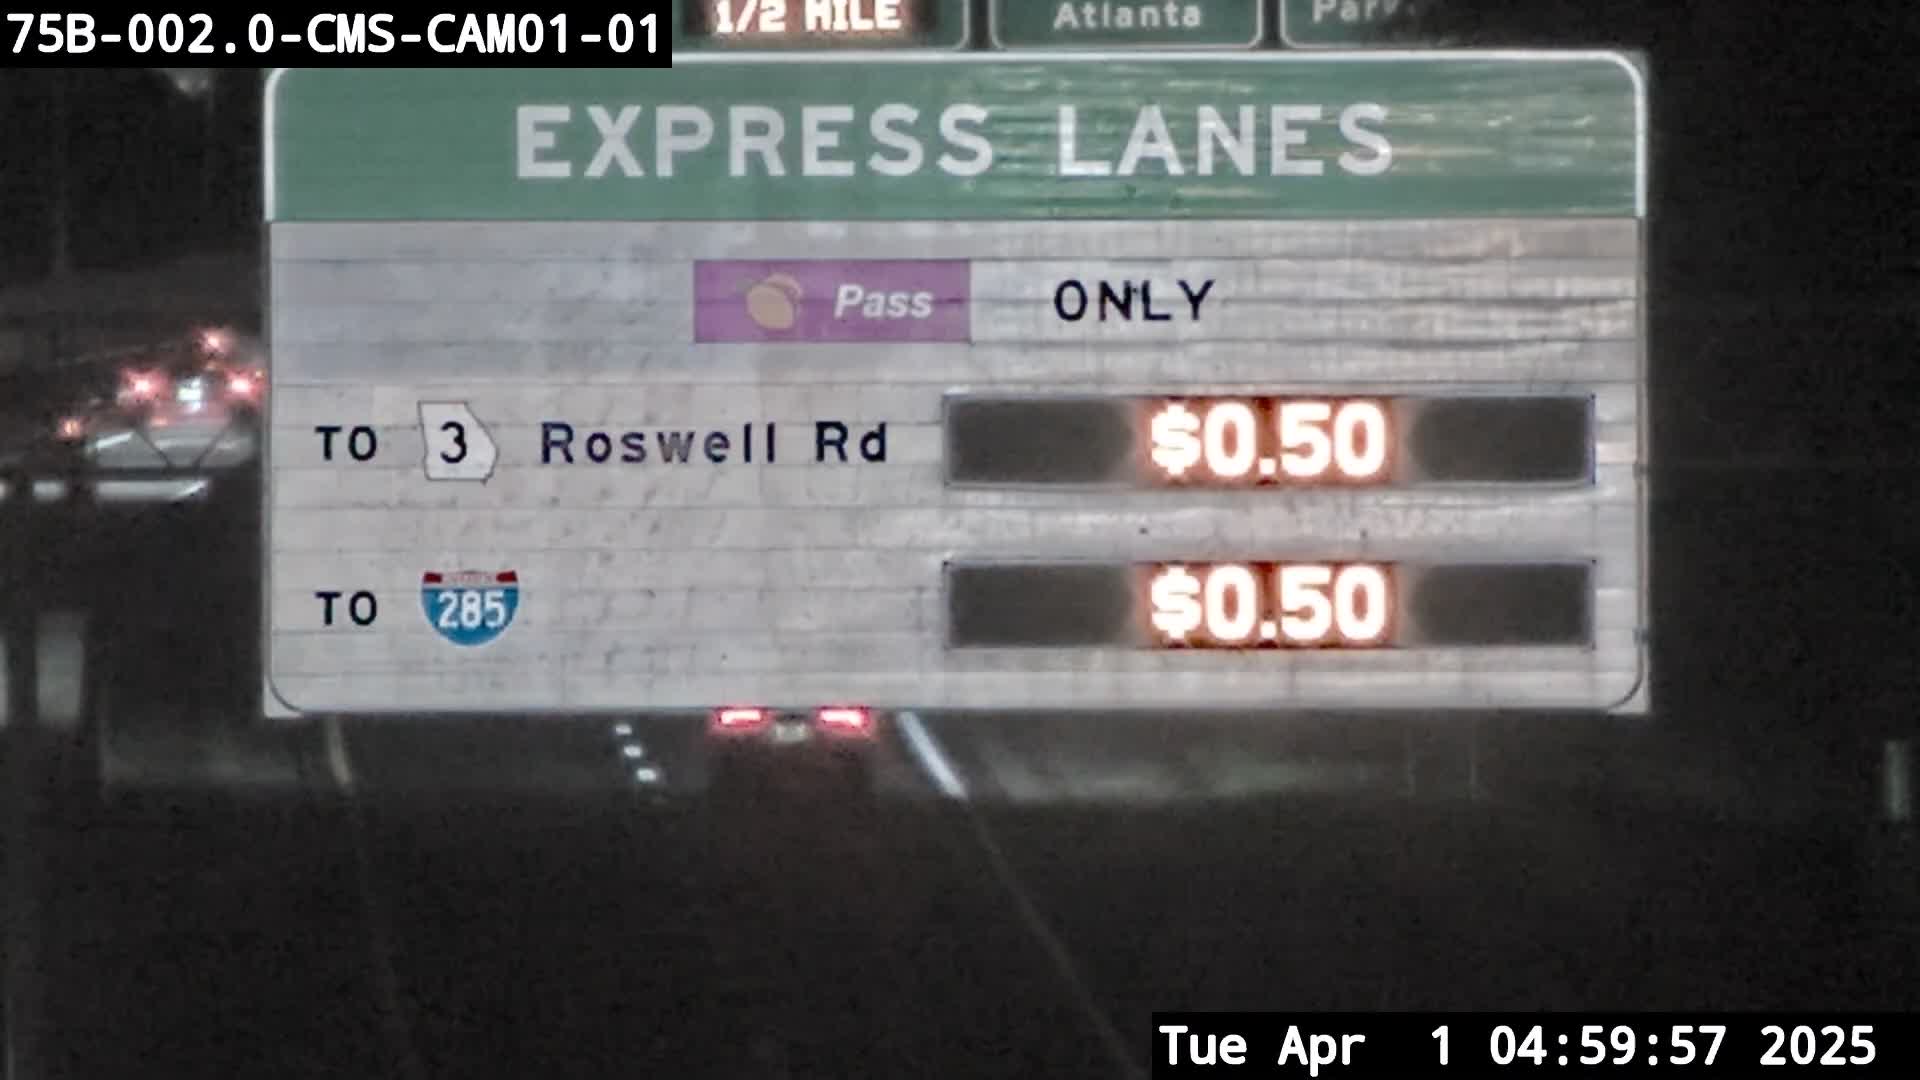 75B-002.0-CMS-CAM01-01
1/2 MILE
Atlanta
EXPRESS LANES
Pass ONLY
TO 3 Roswell Rd $0.50
TO 285 $0.50
Tue Apr 1 04:59:57 2025